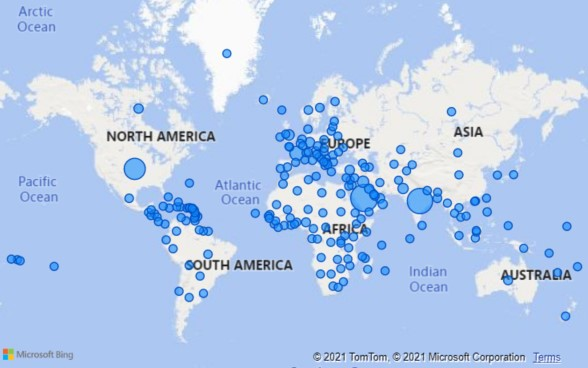 Arctic
Ocean
NORTH AMERICA
EUROPE
ASIA
Pacific
Ocean
Atlantic
Ocean
AFRICA
SOUTH AMERICA
Indian
Ocean
AUSTRALIA
Microsoft Bing
© 2021 TomTom, © 2021 Microsoft Corporation Terms